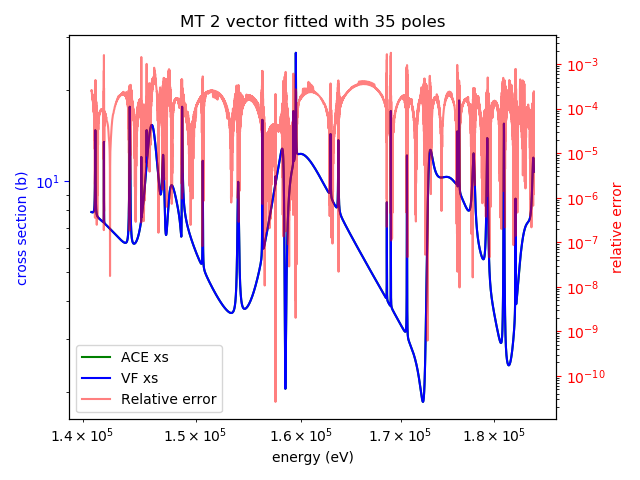 MT 2 vector fitted with 35 poles
cross section (b)
10¹
10⁻³
10⁻⁴
10⁻⁵
10⁻⁶
10⁻⁷
10⁻⁸
10⁻⁹
10⁻¹⁰
relative error
ACE xs
VF xs
Relative error
1.4 × 10⁵ 1.5 × 10⁵ 1.6 × 10⁵ 1.7 × 10⁵ 1.8 × 10⁵
energy (eV)